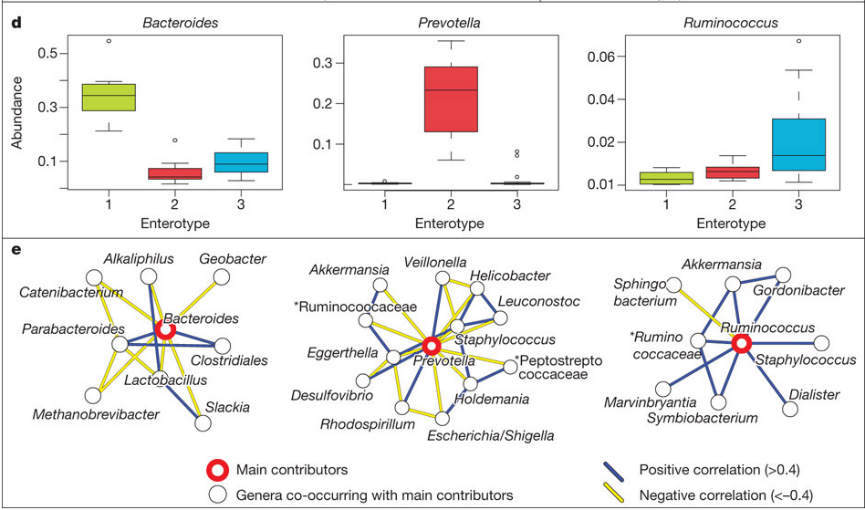 d
Bacteroides
Prevotella
Ruminococcus
Abundance
0.5
0.3
0.1
1
2
3
Enterotype
0.3
0.2
0.1
1
2
3
Enterotype
0.06
0.04
0.02
0.01
1
2
3
Enterotype
e
Alkaliphilus
Geobacter
Catenibacterium
Bacteroides
Parabacteroides
Clostridiales
Lactobacillus
Methanobrevibacter
Slackia
Veillonella
Akkermansia
Helicobacter
*Ruminococcaceae
Leuconostoc
Staphylococcus
Eggerthella
Prevotella
*Peptostrepto
coccaceae
Desulfovibrio
Holdemania
Rhodospirillum
Escherichia/Shigella
Akkermansia
Sphingo
bacterium
Gordonibacter
Ruminococcus
*Rumino
coccaceae
Staphylococcus
Marvinbryantia
Dialister
Symbiobacterium
Main contributors
Genera co-occurring with main contributors
Positive correlation (>0.4)
Negative correlation (<–0.4)